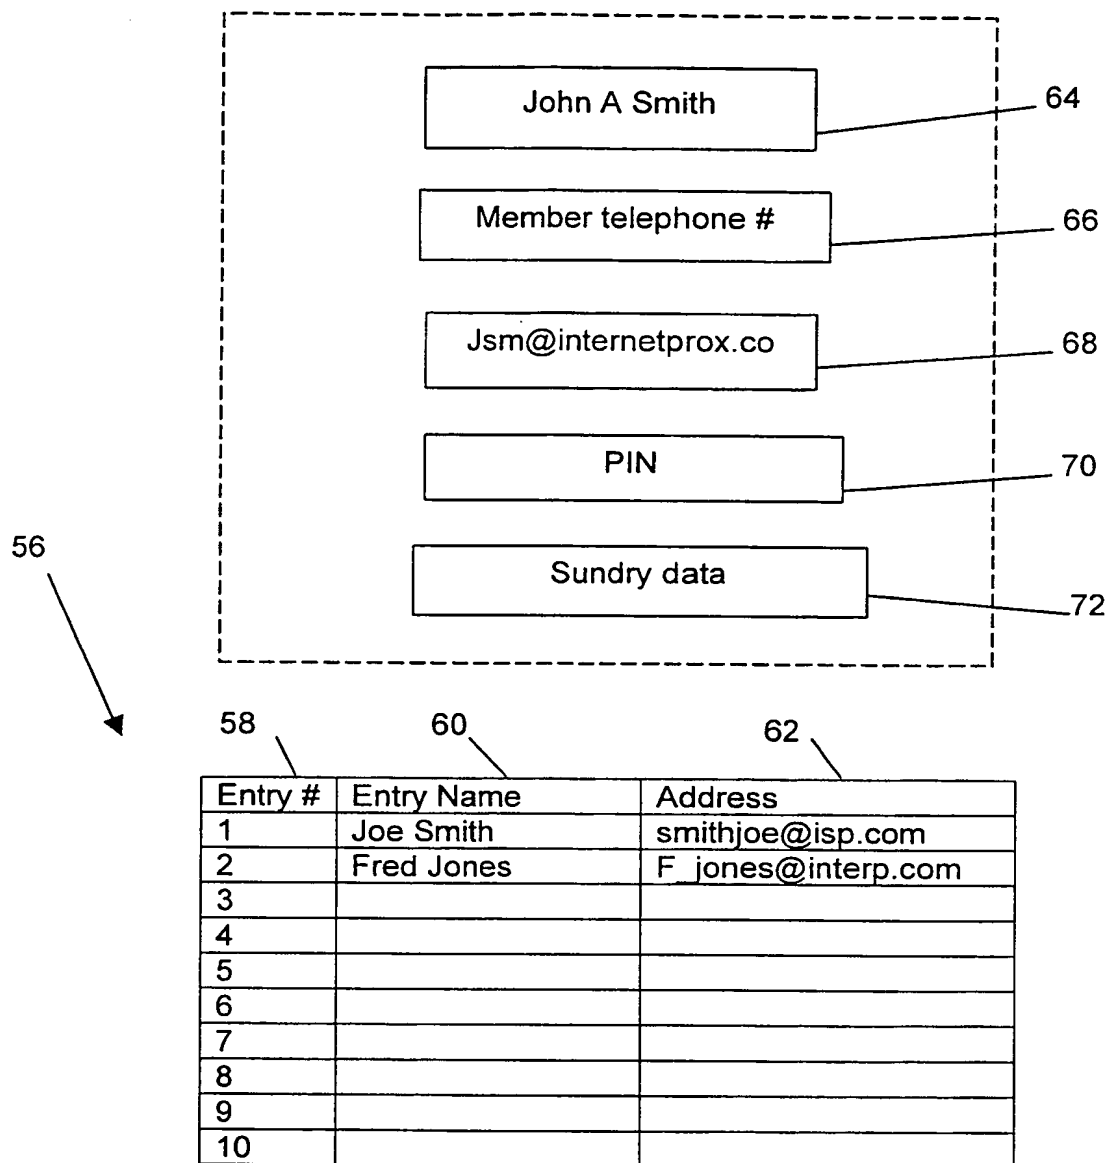 John A Smith
64
Member telephone #
66
Jsm@internetprox.co
68
PIN
70
56
Sundry data
72
58 60 62
Entry # Entry Name Address
1 Joe Smith smithjoe@isp.com
2 Fred Jones F_jones@interp.com
3
4
5
6
7
8
9
10